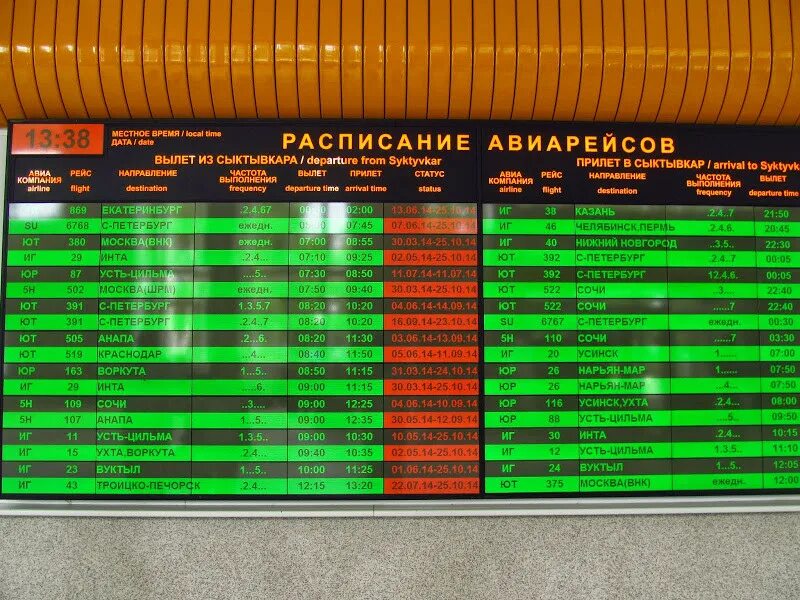 13:38
МЕСТНОЕ ВРЕМЯ / local time
ДАТА / date
РАСПИСАНИЕ АВИАРЕЙСОВ
ВЫЛЕТ ИЗ СЫКТЫВКАРА / departure from Syktyvkar
АВИА КОМПАНИЯ airline РЕЙС flight НАПРАВЛЕНИЕ destination ЧАСТОТА ВЫПОЛНЕНИЯ frequency ВЫЛЕТ departure time ПРИЛЕТ arrival time СТАТУС status
869 ЕКАТЕРИНБУРГ .2.4.67 02:00 13.06.14-25.10.14
SU 6768 С-ПЕТЕРБУРГ ежедн. 07:45 07.06.14-25.10.14
ЮТ 380 МОСКВА(ВНК) ежедн. 07:00 08:55 30.03.14-25.10.14
ИГ 29 ИНТА .2.4... 07:10 09:25 02.05.14-25.10.14
ЮР 87 УСТЬ-ЦИЛЬМА ....5.. 07:30 08:50 11.07.14-11.07.14
5Н 502 МОСКВА(ШРМ) ежедн. 07:50 09:40 30.03.14-25.10.14
ЮТ 391 С-ПЕТЕРБУРГ 1.3.5.7 08:20 10:20 04.06.14-14.09.14
ЮТ 391 С-ПЕТЕРБУРГ .2.4..7 08:20 10:20 16.09.14-23.10.14
ЮТ 505 АНАПА .2...6. 08:20 11:30 03.06.14-13.09.14
ЮТ 519 КРАСНОДАР ...4... 08:40 11:50 05.06.14-11.09.14
ЮР 163 ВОРКУТА 1...5.. 08:50 11:15 31.03.14-24.10.14
ИГ 29 ИНТА .....6. 09:00 11:15 30.03.14-25.10.14
5Н 109 СОЧИ ..3.... 09:00 12:25 04.06.14-10.09.14
5Н 107 АНАПА 1...5.. 09:00 12:15 30.05.14-12.09.14
ИГ 11 УСТЬ-ЦИЛЬМА 1.3.5.. 09:00 10:30 10.05.14-25.10.14
ИГ 15 УХТА,ВОРКУТА .2.4... 09:00 10:35 02.05.14-25.10.14
ИГ 23 ВУКТЫЛ 1...5.. 10:00 11:25 01.06.14-25.10.14
ИГ 43 ТРОИЦКО-ПЕЧОРСК .2.4... 12:15 13:20 22.07.14-25.10.14
ПРИЛЕТ В СЫКТЫВКАР / arrival to Syktyvk
АВИА КОМПАНИЯ airline РЕЙС flight НАПРАВЛЕНИЕ destination ЧАСТОТА ВЫПОЛНЕНИЯ frequency ВЫЛЕТ departure time
ИГ 38 КАЗАНЬ .2.4..7 21:50
ИГ 46 ЧЕЛЯБИНСК,ПЕРМЬ .2.4..7 22:20
ИГ 40 НИЖНИЙ НОВГОРОД ..3.5.. 22:30
ЮТ 392 С-ПЕТЕРБУРГ .2.4..7 00:05
ЮТ 392 С-ПЕТЕРБУРГ 12.4.6. 00:05
ЮТ 522 СОЧИ ..3.... 22:40
ЮТ 522 СОЧИ ......7 22:40
SU 6767 С-ПЕТЕРБУРГ ежедн. 00:30
5Н 110 СОЧИ ......7 03:30
ИГ 20 УСИНСК 1......  07:00
ЮР 26 НАРЬЯН-МАР 1...... 07:50
ЮР 26 НАРЬЯН-МАР ...4... 07:50
ЮР 116 УСИНСК,УХТА .2.4... 08:00
ЮР 88 УСТЬ-ЦИЛЬМА ....5.. 09:50
ИГ 30 ИНТА .2.4... 10:15
ИГ 12 УСТЬ-ЦИЛЬМА 1.3.5.. 11:10
ИГ 24 ВУКТЫЛ 1...5.. 12:05
ЮТ 375 МОСКВА(ВНК) ежедн. 12:00